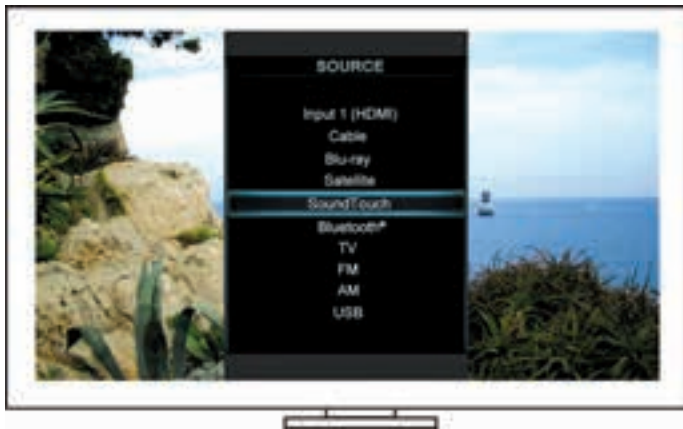 SOURCE
Input 1 (HDMI)
Cable
Blu-ray
Satellite
SoundTouch
Bluetooth®
TV
FM
AM
USB